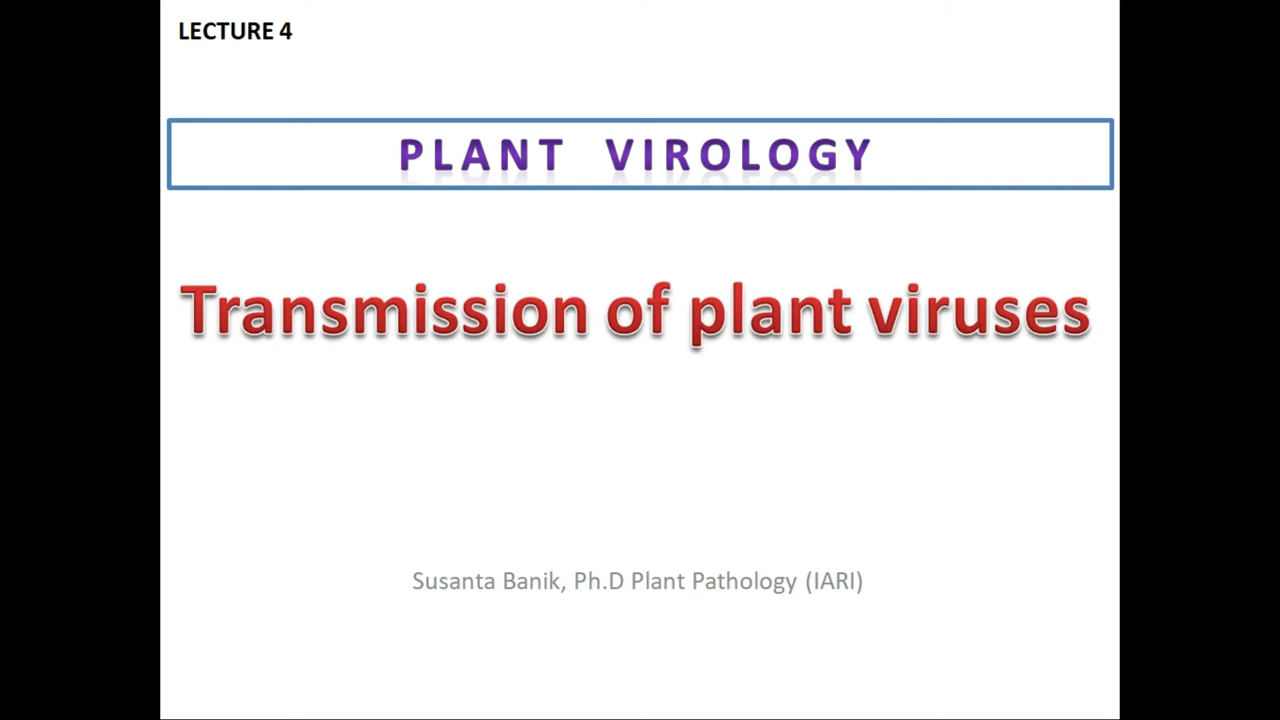 LECTURE 4
PLANT VIROLOGY
Transmission of plant viruses
Susanta Banik, Ph.D Plant Pathology (IARI)